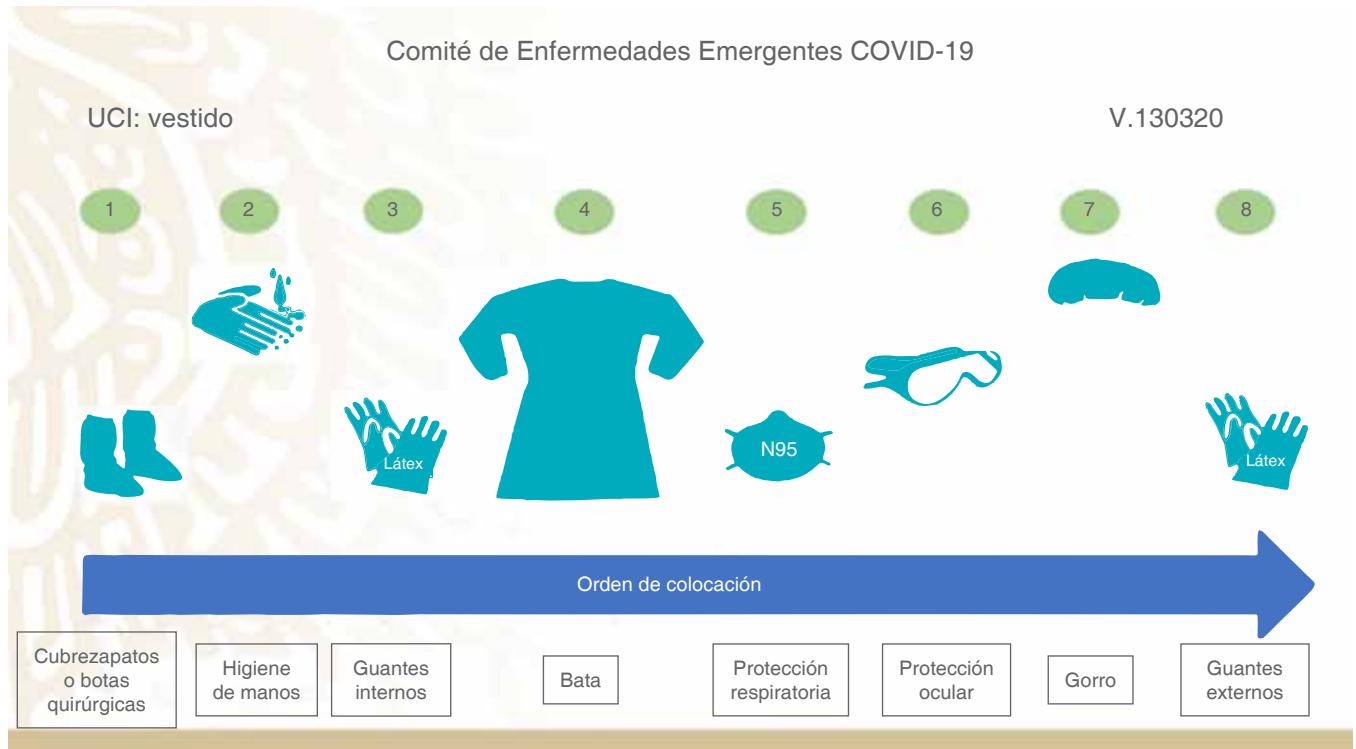 Comité de Enfermedades Emergentes COVID-19
UCI: vestido
V.130320
1
2
3
4
5
6
7
8
Látex
N95
Látex
Orden de colocación
Cubrezapatos
o botas
quirúrgicas
Higiene
de manos
Guantes
internos
Bata
Protección
respiratoria
Protección
ocular
Gorro
Guantes
externos